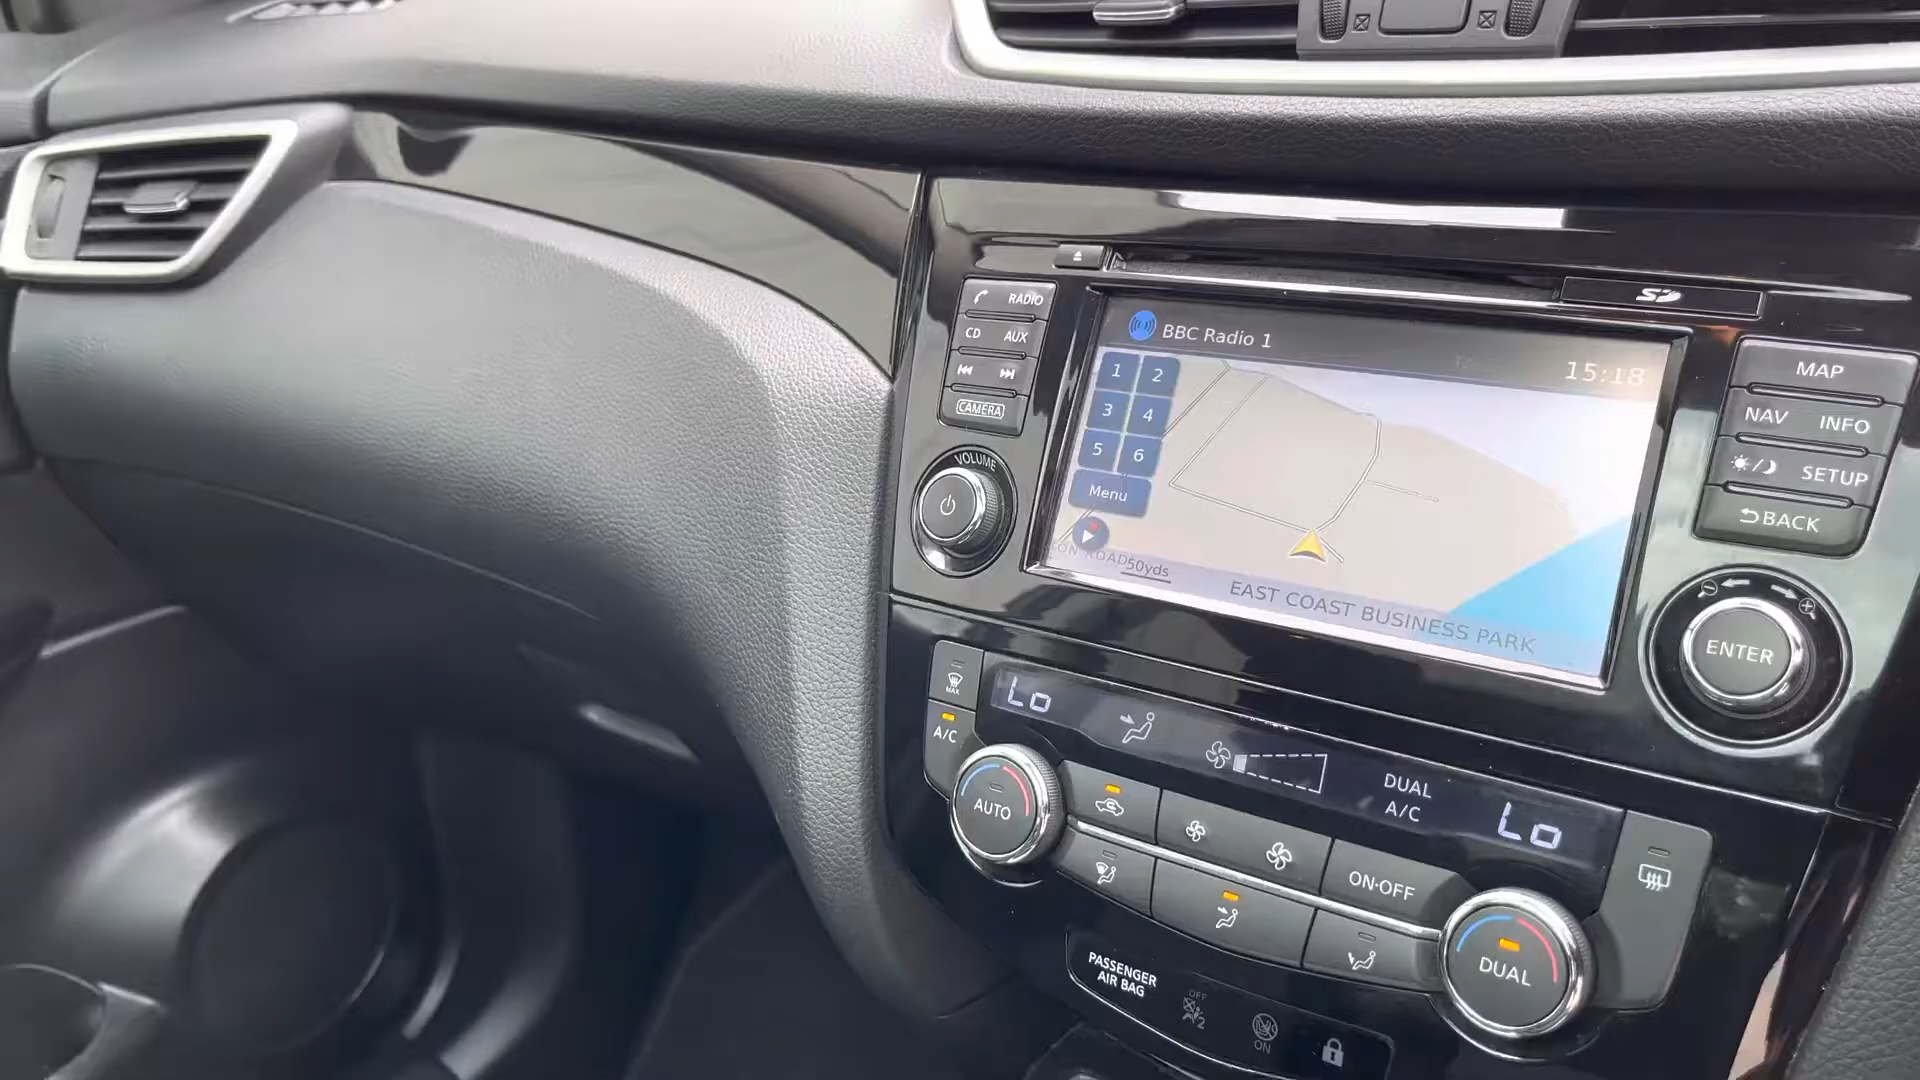 SD
RADIO
CD AUX
CAMERA
VOLUME
BBC Radio 1
15:18
1 2
3 4
5 6
Menu
50yds
EAST COAST BUSINESS PARK
MAP
NAV INFO
SETUP
BACK
ENTER
MAX
A/C
Lo
DUAL
A/C
Lo
AUTO
ON·OFF
DUAL
PASSENGER
AIR BAG
OFF
2
ON